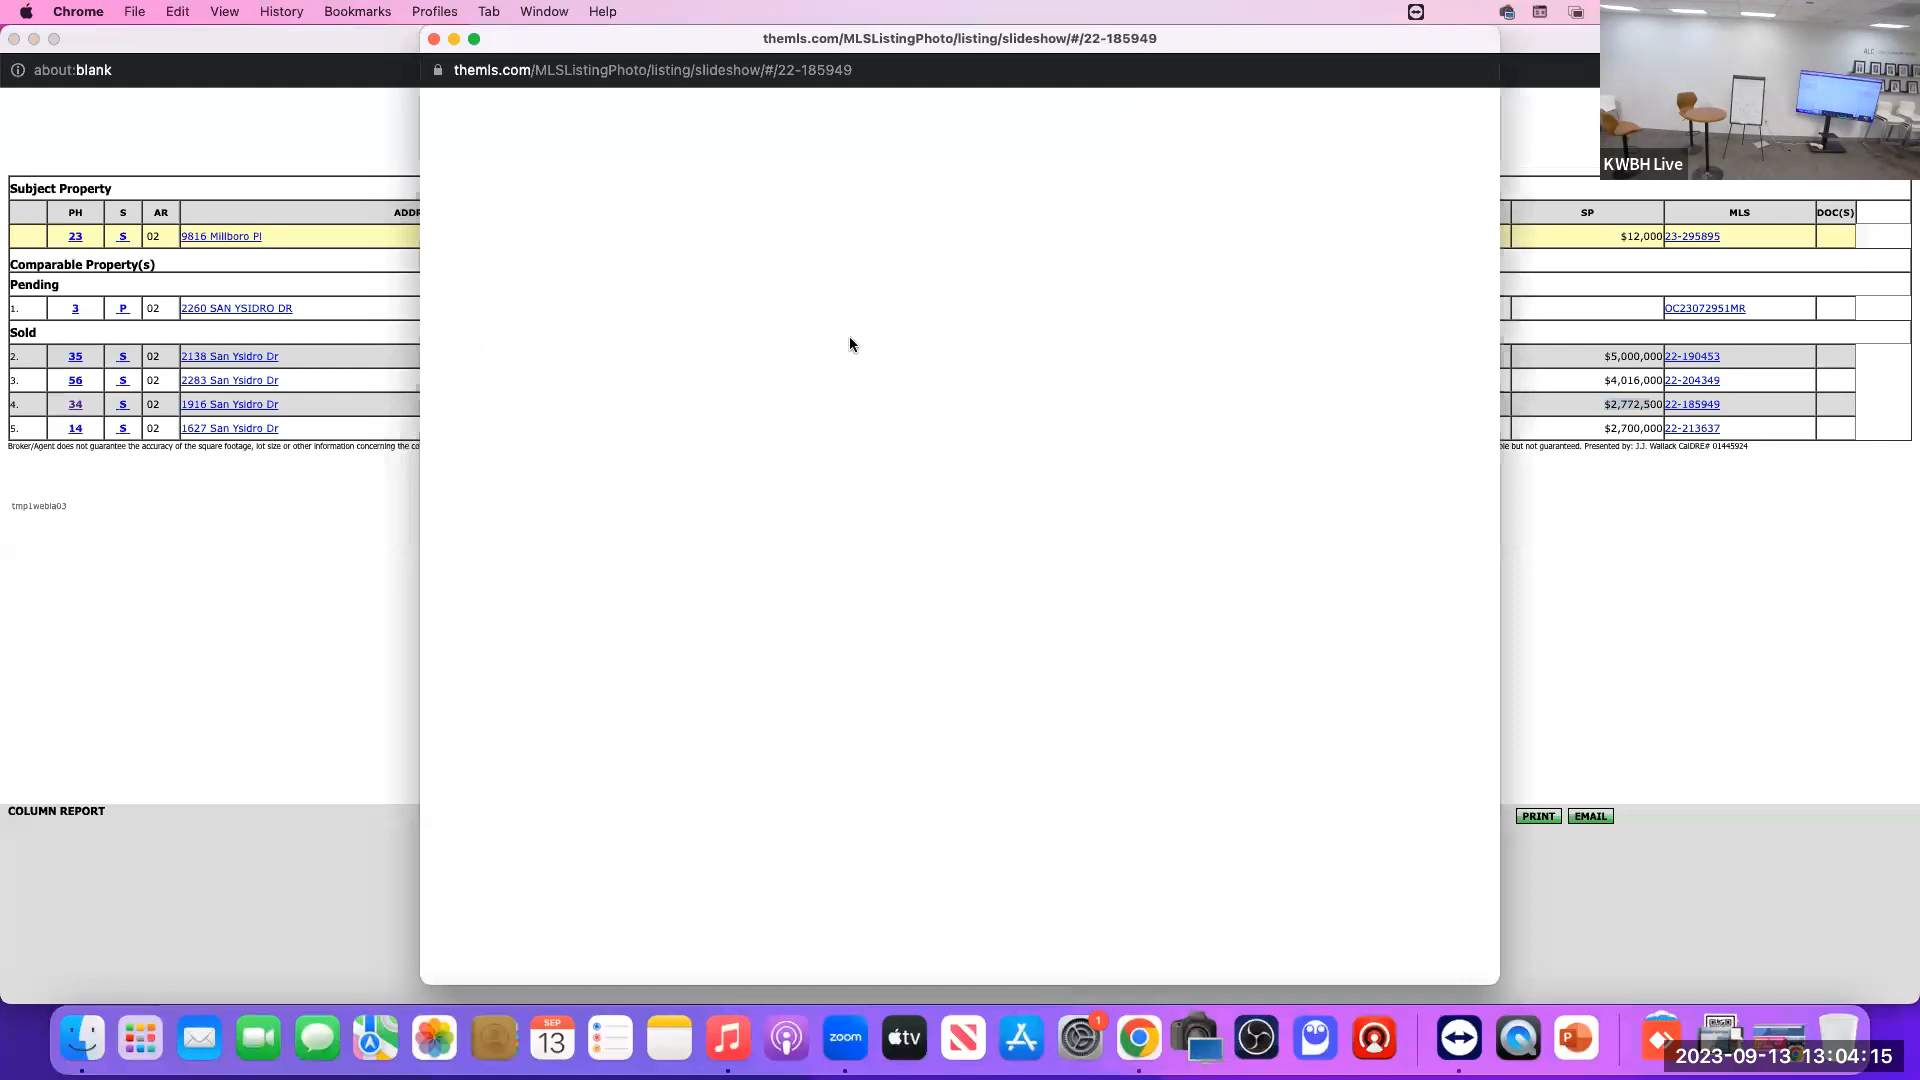 Chrome File Edit View History Bookmarks Profiles Tab Window Help
themls.com/MLSListingPhoto/listing/slideshow/#/22-185949
about:blank
themls.com/MLSListingPhoto/listing/slideshow/#/22-185949
KWBH Live
Subject Property
PH S AR ADDR SP MLS DOC(S)
23 S 02 9816 Millboro Pl $12,000 23-295895
Comparable Property(s)
Pending
1. 3 P 02 2260 SAN YSIDRO DR OC23072951MR
Sold
2. 35 S 02 2138 San Ysidro Dr $5,000,000 22-190453
3. 56 S 02 2283 San Ysidro Dr $4,016,000 22-204349
4. 34 S 02 1916 San Ysidro Dr $2,772,500 22-185949
5. 14 S 02 1627 San Ysidro Dr $2,700,000 22-213637
Broker/Agent does not guarantee the accuracy of the square footage, lot size or other information concerning the co ble but not guaranteed. Presented by: J.J. Wallack CalDRE# 01445924
tmp1webla03
COLUMN REPORT PRINT EMAIL
SEP
13
zoom
tv
1
2023-09-13 13:04:15